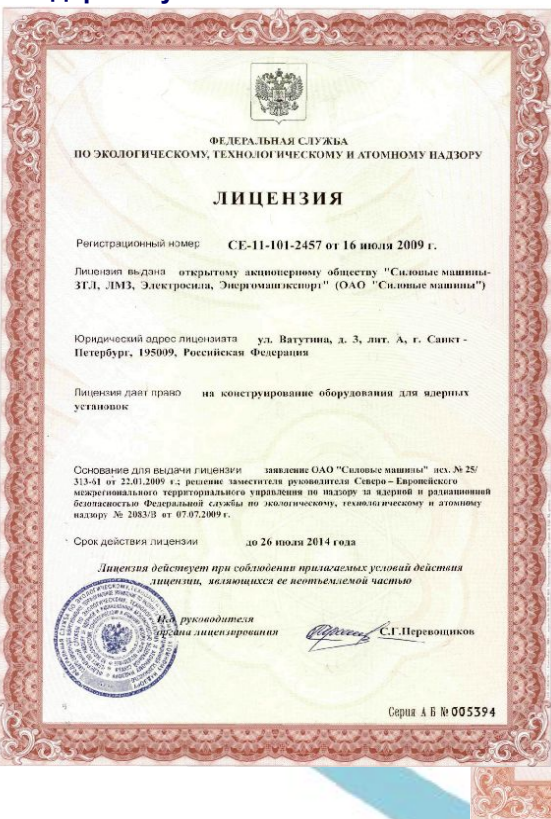 ФЕДЕРАЛЬНАЯ СЛУЖБА
ПО ЭКОЛОГИЧЕСКОМУ, ТЕХНОЛОГИЧЕСКОМУ И АТОМНОМУ НАДЗОРУ
ЛИЦЕНЗИЯ
Регистрационный номер СЕ-11-101-2457 от 16 июля 2009 г.
Лицензия выдана открытому акционерному обществу "Силовые машины-
ЗТЛ, ЛМЗ, Электросила, Энергомашэкспорт" (ОАО "Силовые машины")
Юридический адрес лицензиата ул. Ватутина, д. 3, лит. А, г. Санкт -
Петербург, 195009, Российская Федерация
Лицензия дает право на конструирование оборудования для ядерных
установок
Основание для выдачи лицензии заявление ОАО "Силовые машины" исх. № 25/
313-61 от 22.01.2009 г.; решение заместителя руководителя Северо – Европейского
межрегионального территориального управления по надзору за ядерной и радиационной
безопасностью Федеральной службы по экологическому, технологическому и атомному
надзору № 2083/В от 07.07.2009 г.
Срок действия лицензии до 26 июля 2014 года
Лицензия действует при соблюдении прилагаемых условий действия
лицензии, являющихся ее неотъемлемой частью
И.о. руководителя
органа лицензирования С.Г.Перевощиков
Серия А Б № 005394